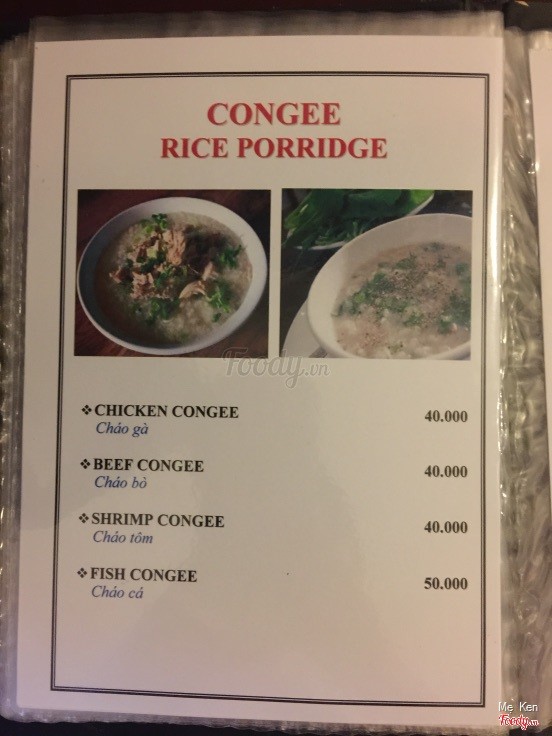 CONGEE
RICE PORRIDGE
Foody.vn
❖CHICKEN CONGEE 40.000
Cháo gà
❖BEEF CONGEE 40.000
Cháo bò
❖SHRIMP CONGEE 40.000
Cháo tôm
❖FISH CONGEE 50.000
Cháo cá
Me Ken
Foody.vn